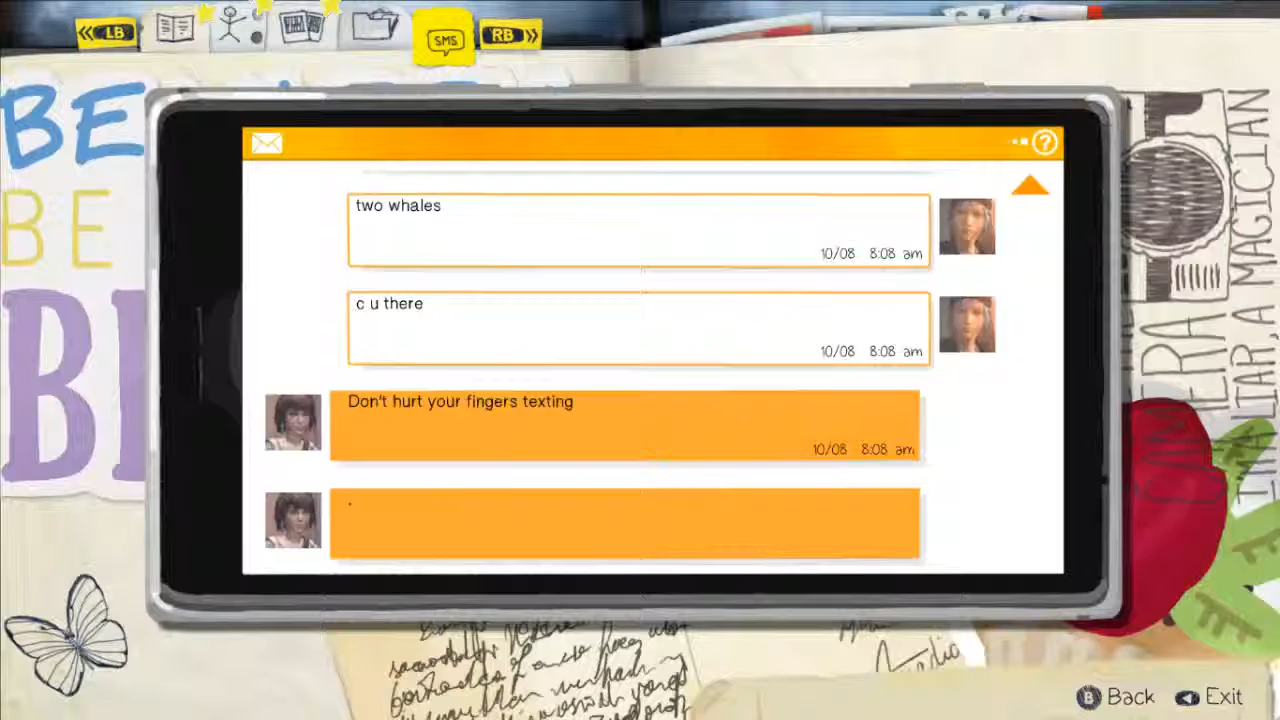 LB
SMS
RB
BE
BE
BE
?
two whales
10/08 8:08 am
c u there
10/08 8:08 am
Don't hurt your fingers texting
10/08 8:08 am
.
CAMERA
LIAR, A MAGICIAN
B Back
Exit